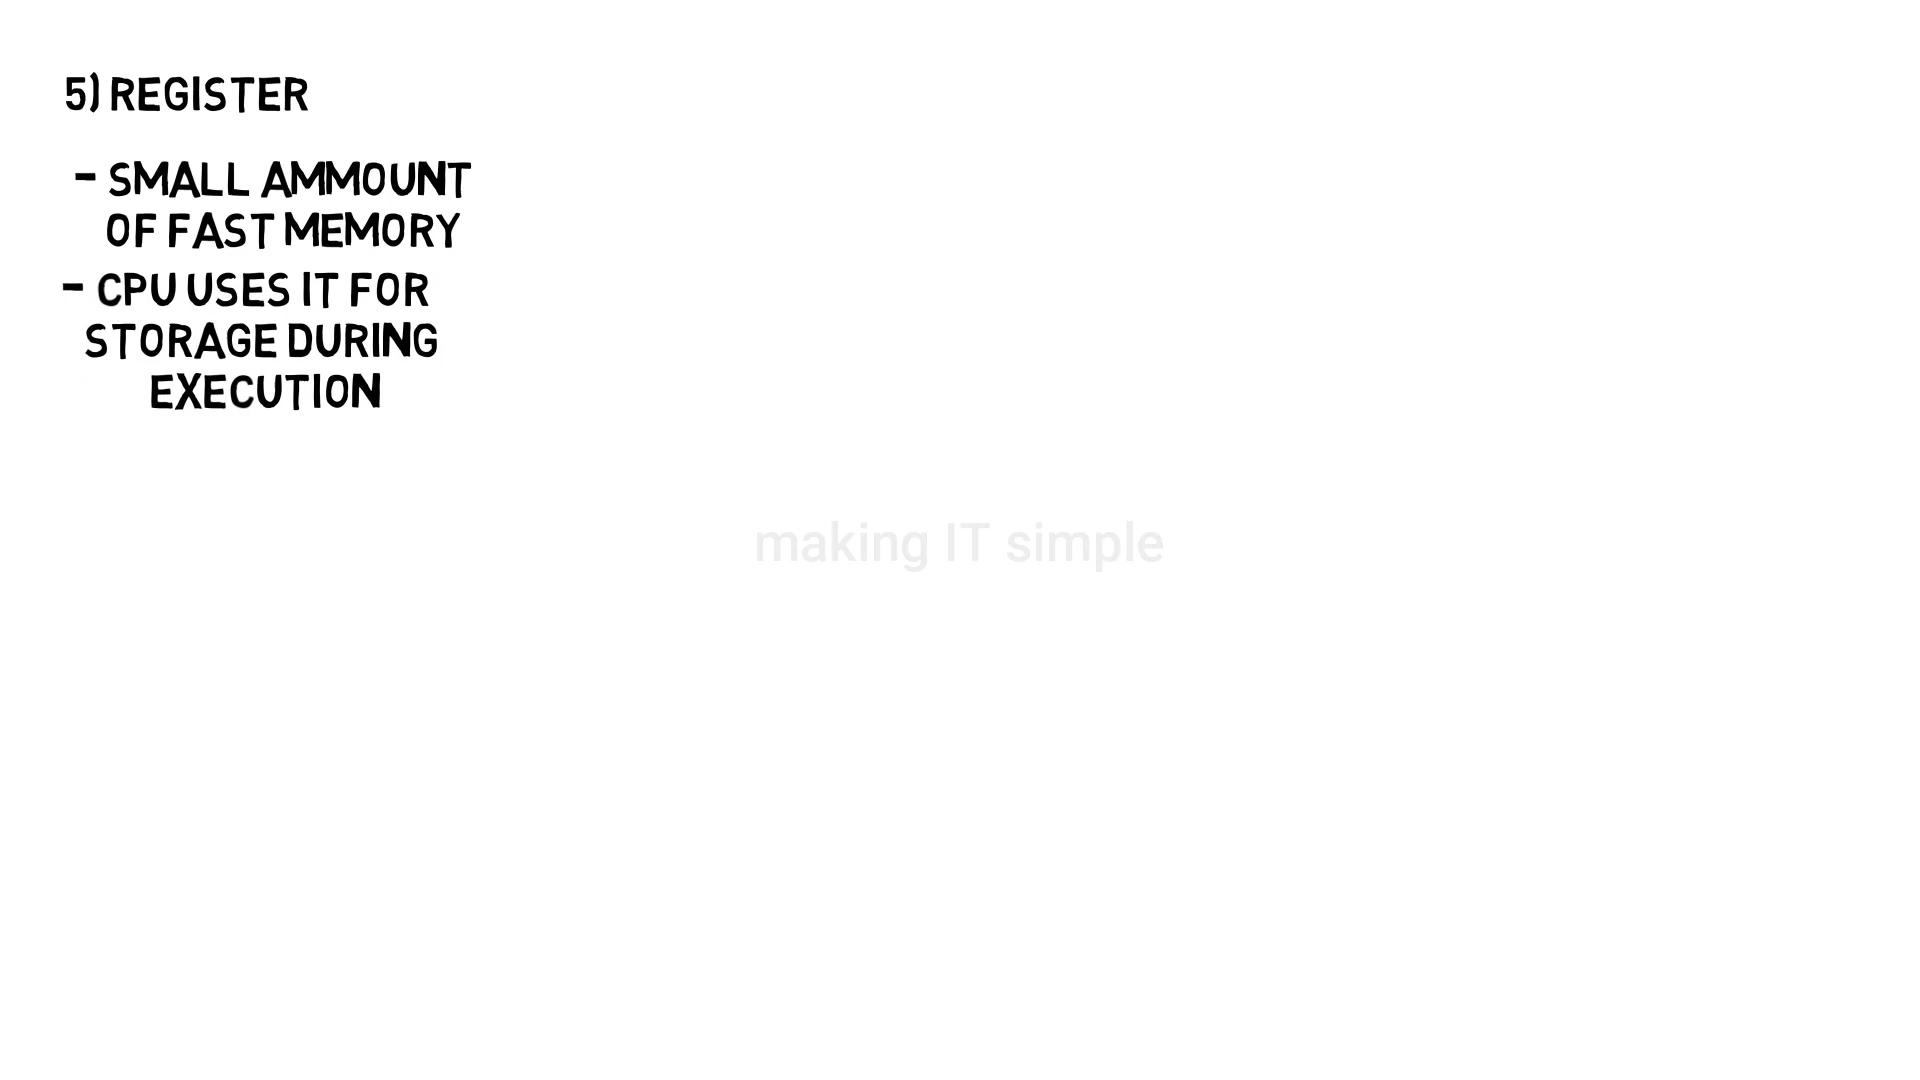 5) REGISTER
- SMALL AMMOUNT
OF FAST MEMORY
- CPU USES IT FOR
STORAGE DURING
EXECUTION
making IT simple